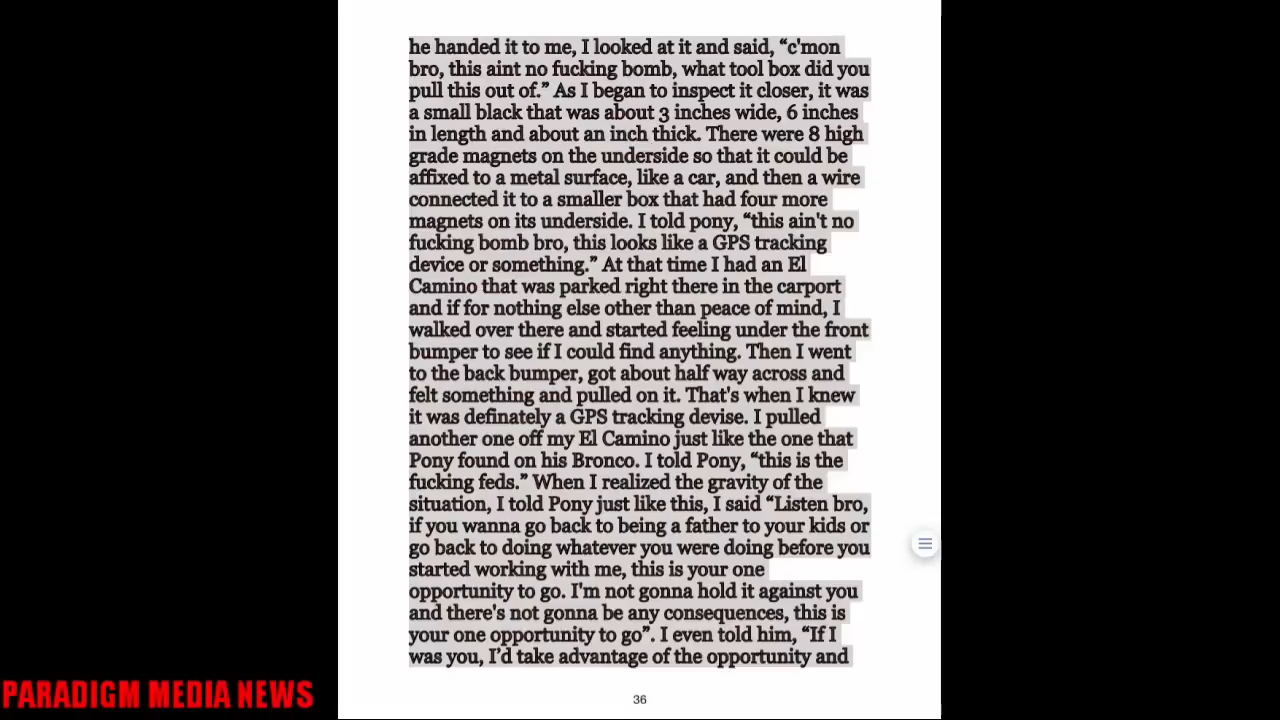 he handed it to me, I looked at it and said, “c'mon
bro, this aint no fucking bomb, what tool box did you
pull this out of.” As I began to inspect it closer, it was
a small black that was about 3 inches wide, 6 inches
in length and about an inch thick. There were 8 high
grade magnets on the underside so that it could be
affixed to a metal surface, like a car, and then a wire
connected it to a smaller box that had four more
magnets on its underside. I told pony, “this ain't no
fucking bomb bro, this looks like a GPS tracking
device or something.” At that time I had an El
Camino that was parked right there in the carport
and if for nothing else other than peace of mind, I
walked over there and started feeling under the front
bumper to see if I could find anything. Then I went
to the back bumper, got about half way across and
felt something and pulled on it. That's when I knew
it was definately a GPS tracking devise. I pulled
another one off my El Camino just like the one that
Pony found on his Bronco. I told Pony, “this is the
fucking feds.” When I realized the gravity of the
situation, I told Pony just like this, I said “Listen bro,
if you wanna go back to being a father to your kids or
go back to doing whatever you were doing before you
started working with me, this is your one
opportunity to go. I'm not gonna hold it against you
and there's not gonna be any consequences, this is
your one opportunity to go”. I even told him, “If I
was you, I’d take advantage of the opportunity and
36
PARADIGM MEDIA NEWS